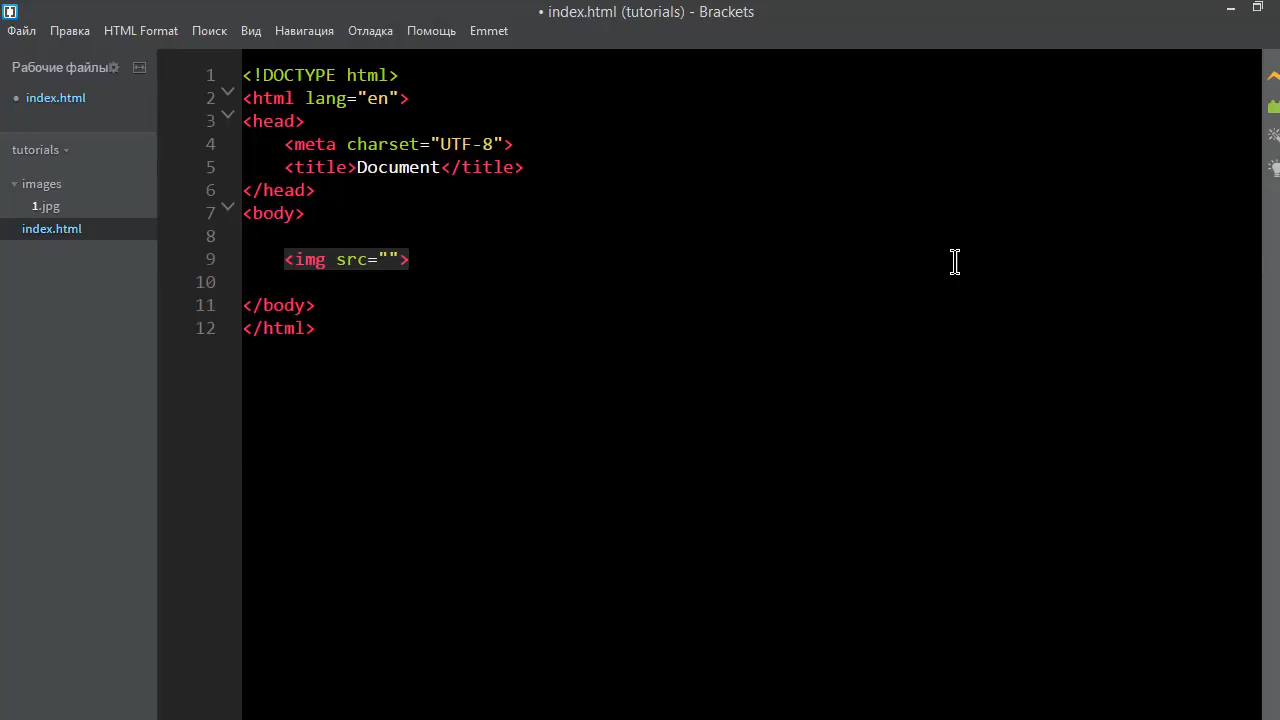 • index.html (tutorials) - Brackets
Файл Правка HTML Format Поиск Вид Навигация Отладка Помощь Emmet
Рабочие файлы
• index.html
tutorials
images
1.jpg
index.html
1 <!DOCTYPE html>
2 <html lang="en">
3 <head>
4     <meta charset="UTF-8">
5     <title>Document</title>
6 </head>
7 <body>
8
9     <img src="">
10
11 </body>
12 </html>